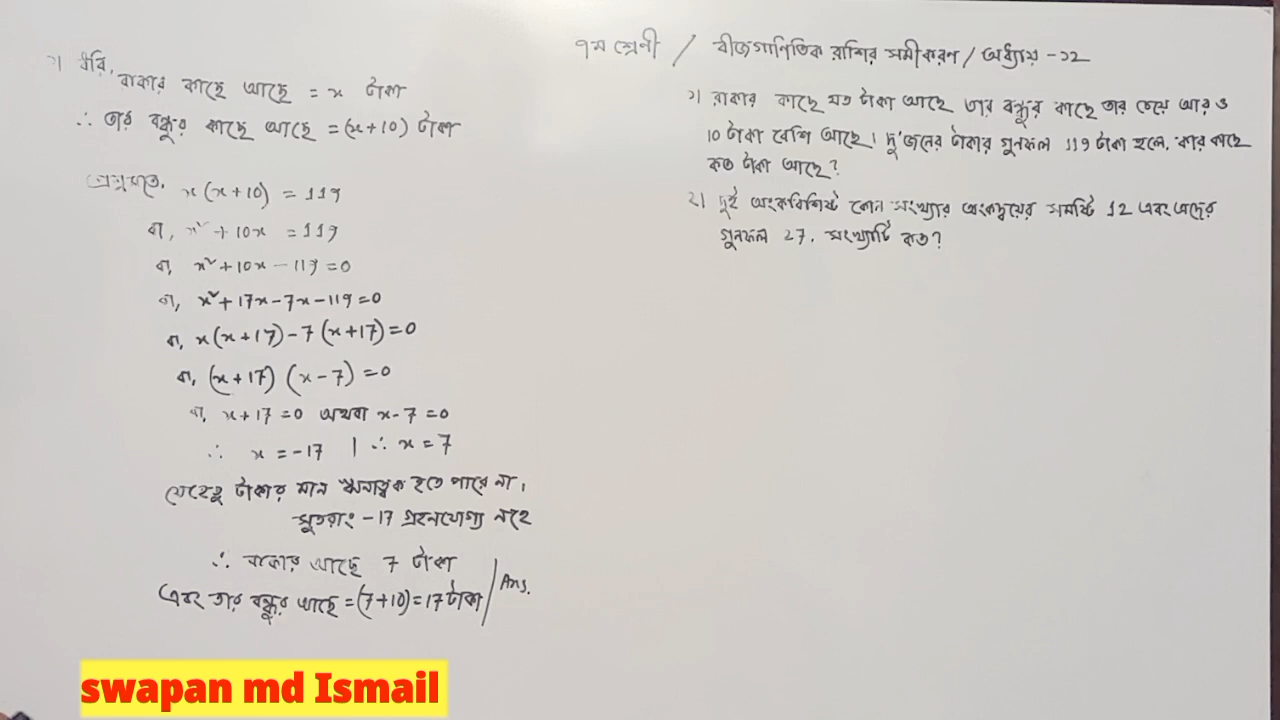 ৭ম শ্রেণী / বীজগাণিতিক রাশির সমীকরণ / অধ্যায় - ১২
১। ধরি,
রাকার কাছে আছে = x টাকা
∴ তার বন্ধুর কাছে আছে = (x+10) টাকা
প্রশ্নমতে, x(x+10) = 119
বা, x² + 10x = 119
বা, x² + 10x - 119 = 0
বা, x² + 17x - 7x - 119 = 0
বা, x(x+17) - 7(x+17) = 0
বা, (x+17) (x-7) = 0
বা, x+17 = 0 অথবা x-7 = 0
∴ x = -17 | ∴ x = 7
যেহেতু টাকার মান ঋনাত্বক হতে পারে না,
সুতরাং -17 গ্রহনযোগ্য নহে
∴ রাকার আছে 7 টাকা
এবং তার বন্ধুর আছে = (7+10) = 17 টাকা Ans.
১। রাকার কাছে যত টাকা আছে তার বন্ধুর কাছে তার চেয়ে আরও
10 টাকা বেশি আছে। দু'জনের টাকার গুনফল 119 টাকা হলে, কার কাছে
কত টাকা আছে?
২। দুই অংকবিশিষ্ট কোন সংখ্যার অংকদ্বয়ের সমষ্টি 12 এবং এদের
গুনফল 27, সংখ্যাটি কত?
swapan md Ismail